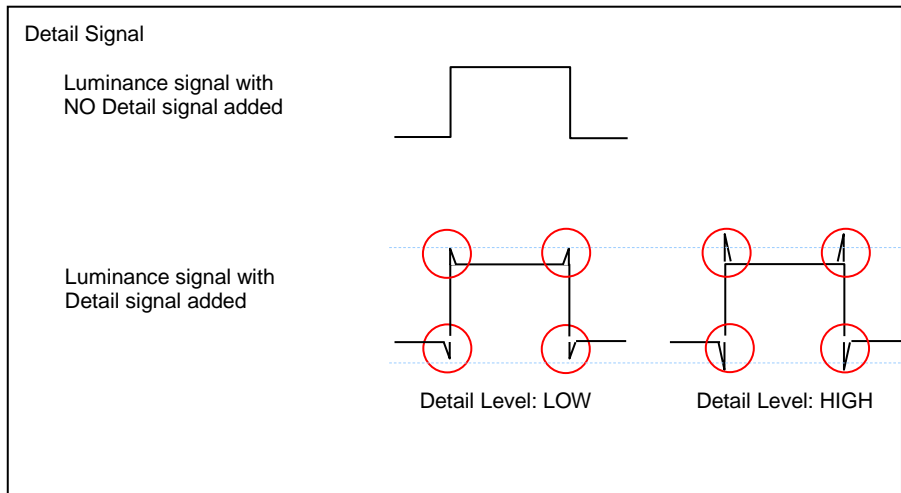 Detail Signal
Luminance signal with
NO Detail signal added
Luminance signal with
Detail signal added
Detail Level: LOW
Detail Level: HIGH